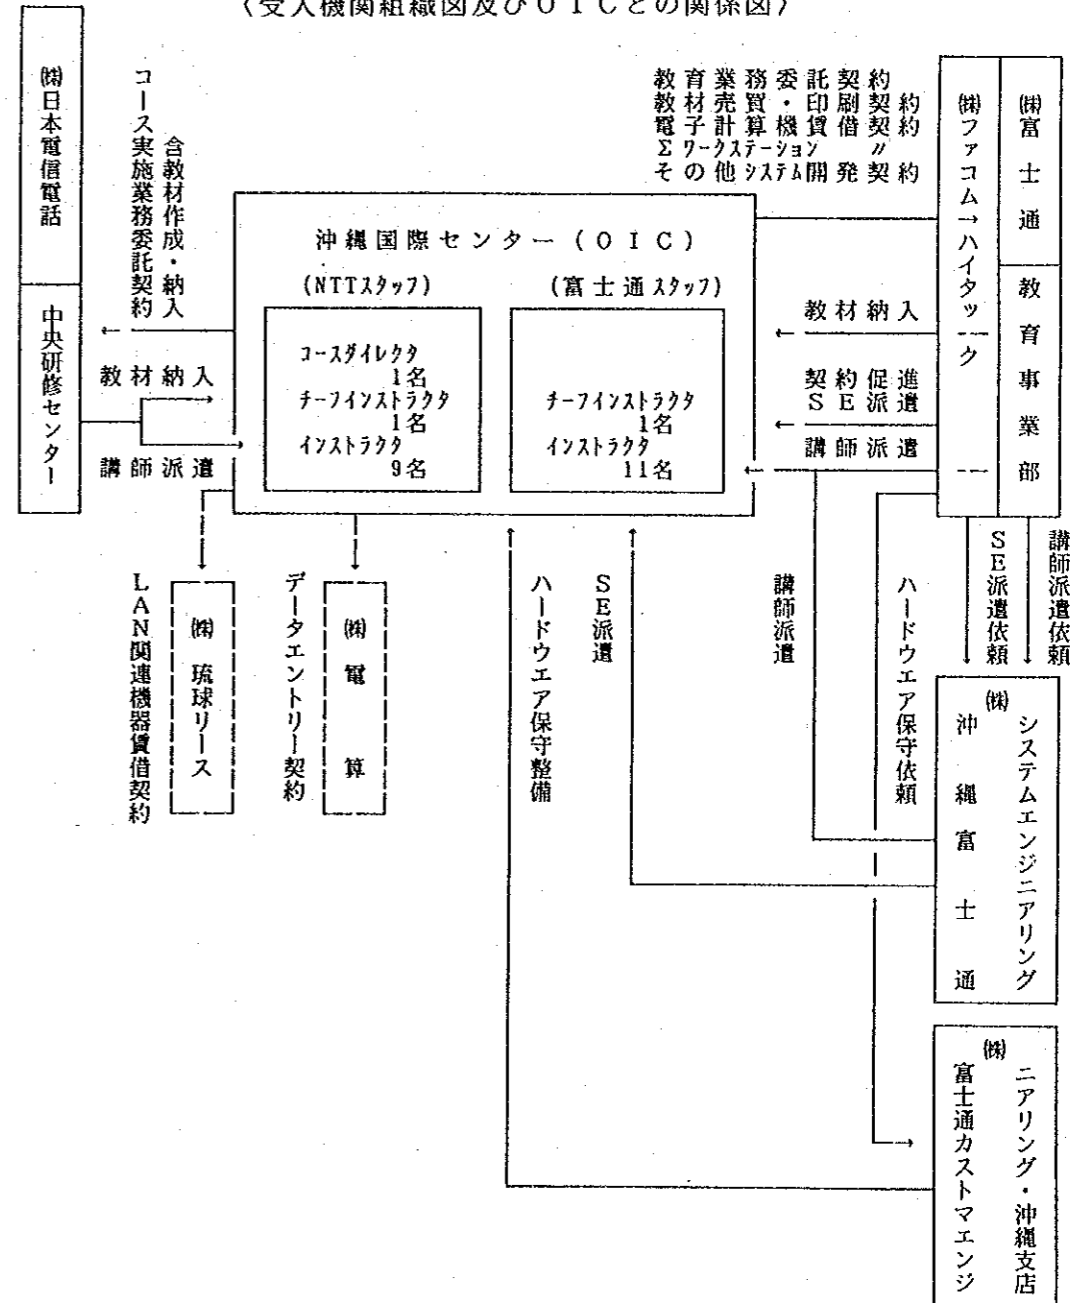 〈受入機関組織図及びOICとの関係図〉
㈱日本電信電話
中央研修センター
コース実施業務委託契約
含教材作成・納入
教材納入
講師派遣
教育業務委託契約
教材売買・印刷契約
電子計算機賃借契約
Σワークステーション 〃
その他システム開発契約
沖縄国際センター(OIC)
(NTTスタッフ)
コースダイレクタ
1名
チーフインストラクタ
1名
インストラクタ
9名
(富士通スタッフ)
チーフインストラクタ
1名
インストラクタ
11名
教材納入
契約促進
SE派遣
講師派遣
㈱ファコム―ハイタック
㈱富士通
教育事業部
LAN関連機器賃借契約
㈱琉球リース
データエントリー契約
㈱電算
ハードウエア保守整備
SE派遣
講師派遣
ハードウエア保守依頼
SE派遣依頼
講師派遣依頼
㈱沖縄富士通
システムエンジニアリング
㈱富士通カストマエンジ
ニアリング・沖縄支店